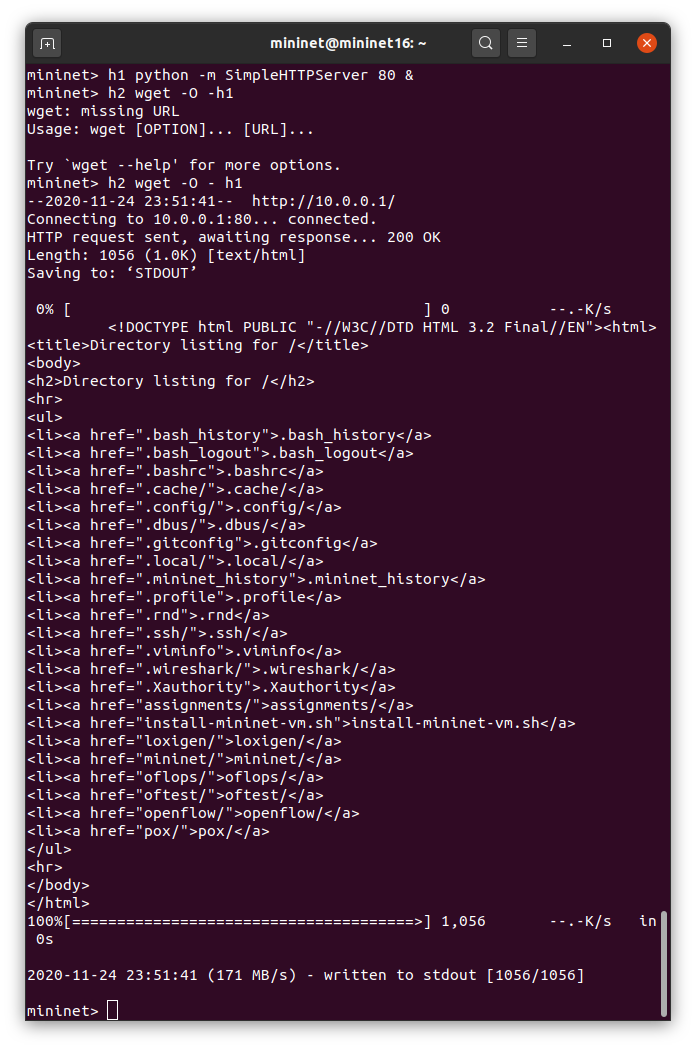 mininet@mininet16: ~
mininet> h1 python -m SimpleHTTPServer 80 &
mininet> h2 wget -O -h1
wget: missing URL
Usage: wget [OPTION]... [URL]...
Try `wget --help' for more options.
mininet> h2 wget -O - h1
--2020-11-24 23:51:41--  http://10.0.0.1/
Connecting to 10.0.0.1:80... connected.
HTTP request sent, awaiting response... 200 OK
Length: 1056 (1.0K) [text/html]
Saving to: ‘STDOUT’
 0% [                                       ] 0           --.-K/s
         <!DOCTYPE html PUBLIC "-//W3C//DTD HTML 3.2 Final//EN"><html>
<title>Directory listing for /</title>
<body>
<h2>Directory listing for /</h2>
<hr>
<ul>
<li><a href=".bash_history">.bash_history</a>
<li><a href=".bash_logout">.bash_logout</a>
<li><a href=".bashrc">.bashrc</a>
<li><a href=".cache/">.cache/</a>
<li><a href=".config/">.config/</a>
<li><a href=".dbus/">.dbus/</a>
<li><a href=".gitconfig">.gitconfig</a>
<li><a href=".local/">.local/</a>
<li><a href=".mininet_history">.mininet_history</a>
<li><a href=".profile">.profile</a>
<li><a href=".rnd">.rnd</a>
<li><a href=".ssh/">.ssh/</a>
<li><a href=".viminfo">.viminfo</a>
<li><a href=".wireshark/">.wireshark/</a>
<li><a href=".Xauthority">.Xauthority</a>
<li><a href="assignments/">assignments/</a>
<li><a href="install-mininet-vm.sh">install-mininet-vm.sh</a>
<li><a href="loxigen/">loxigen/</a>
<li><a href="mininet/">mininet/</a>
<li><a href="oflops/">oflops/</a>
<li><a href="oftest/">oftest/</a>
<li><a href="openflow/">openflow/</a>
<li><a href="pox/">pox/</a>
</ul>
<hr>
</body>
</html>
100%[======================================>] 1,056       --.-K/s   in
 0s
2020-11-24 23:51:41 (171 MB/s) - written to stdout [1056/1056]
mininet>